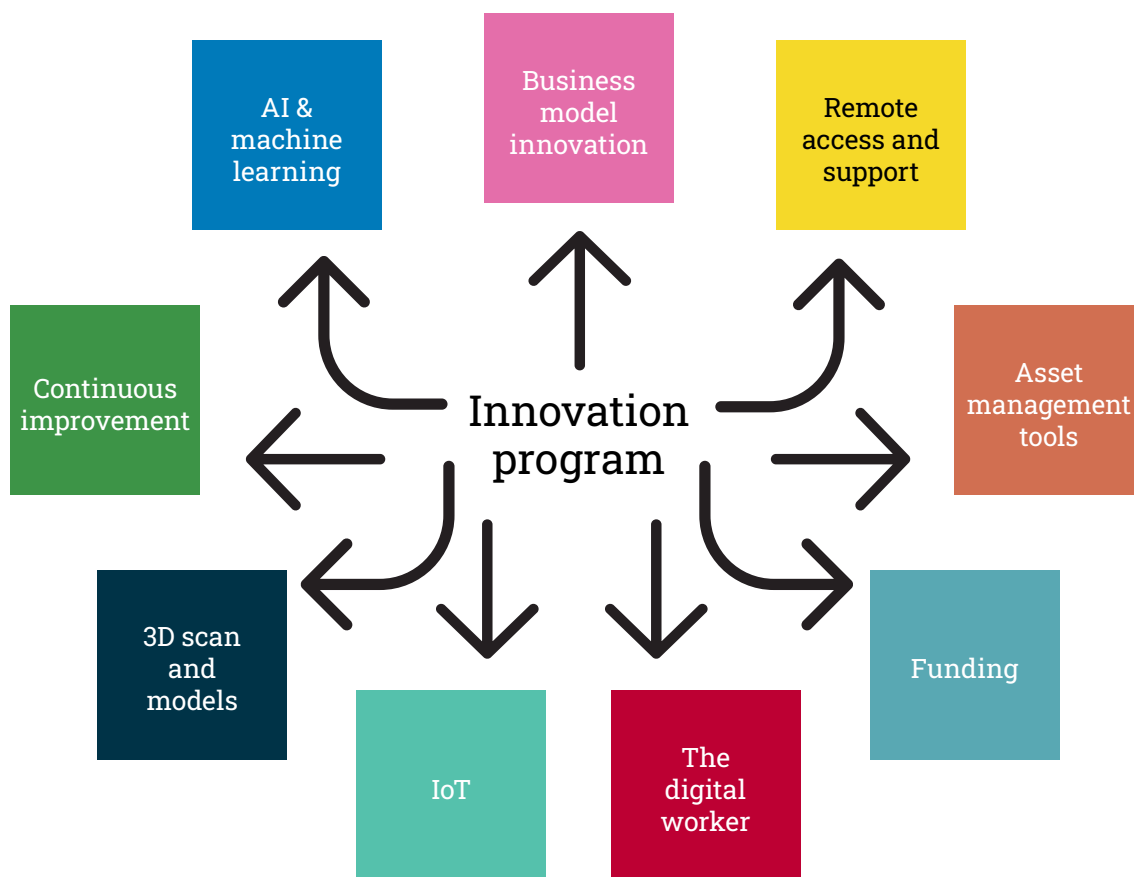 AI &
machine
learning
Business
model
innovation
Remote
access and
support
Continuous
improvement
Innovation
program
Asset
management
tools
3D scan
and
models
IoT
The
digital
worker
Funding